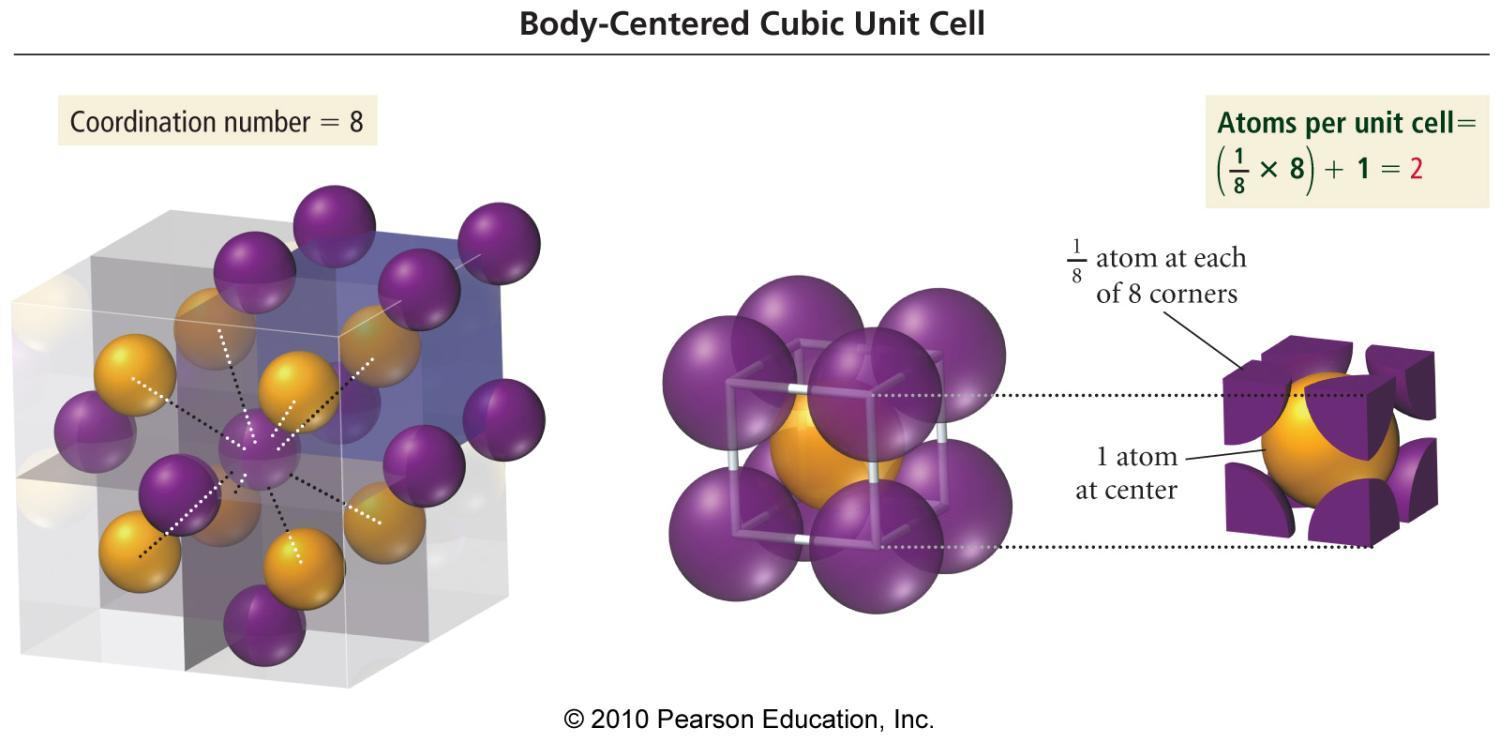 Body-Centered Cubic Unit Cell
Coordination number = 8
Atoms per unit cell=
(1/8 × 8) + 1 = 2
1/8 atom at each
of 8 corners
1 atom
at center
© 2010 Pearson Education, Inc.